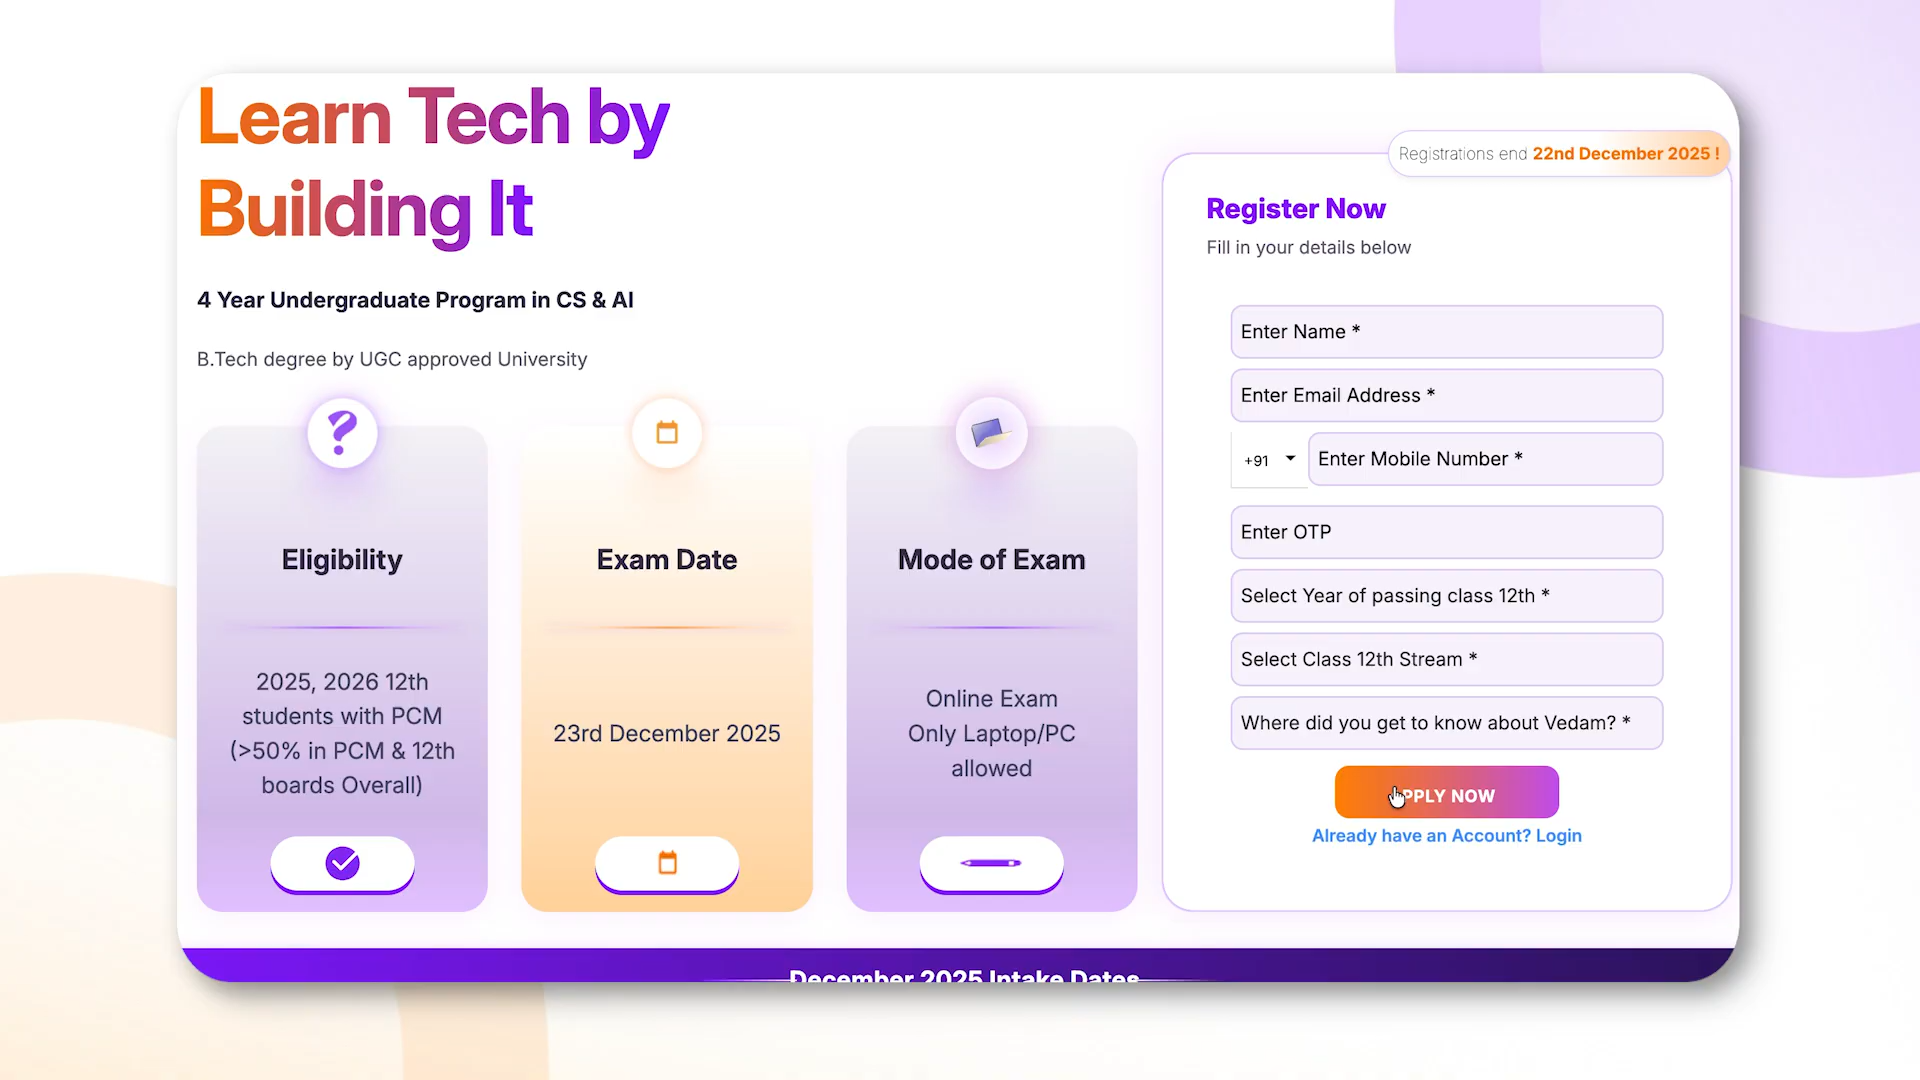 Learn Tech by
Building It
4 Year Undergraduate Program in CS & AI
B.Tech degree by UGC approved University
Eligibility
2025, 2026 12th
students with PCM
(>50% in PCM & 12th
boards Overall)
Exam Date
23rd December 2025
Mode of Exam
Online Exam
Only Laptop/PC
allowed
Registrations end 22nd December 2025 !
Register Now
Fill in your details below
Enter Name *
Enter Email Address *
+91
Enter Mobile Number *
Enter OTP
Select Year of passing class 12th *
Select Class 12th Stream *
Where did you get to know about Vedam? *
APPLY NOW
Already have an Account? Login
December 2025 Intake Dates